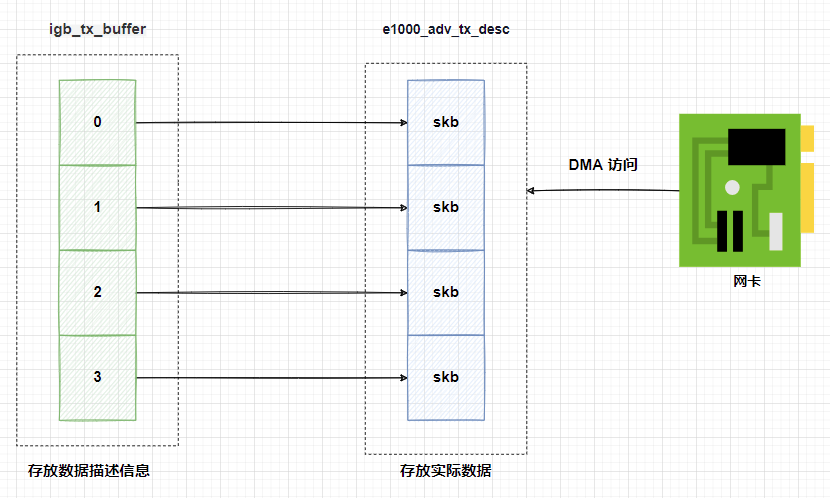 igb_tx_buffer
e1000_adv_tx_desc
0
skb
1
skb
2
skb
3
skb
DMA 访问
网卡
存放数据描述信息
存放实际数据